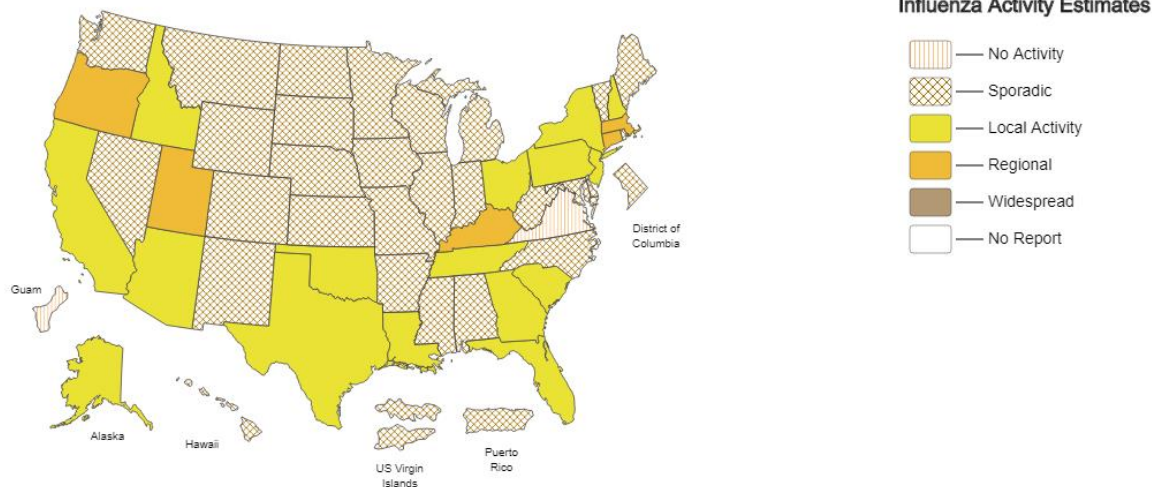 Influenza Activity Estimates
No Activity
Sporadic
Local Activity
Regional
Widespread
No Report
District of
Columbia
Guam
Alaska
Hawaii
US Virgin
Islands
Puerto
Rico